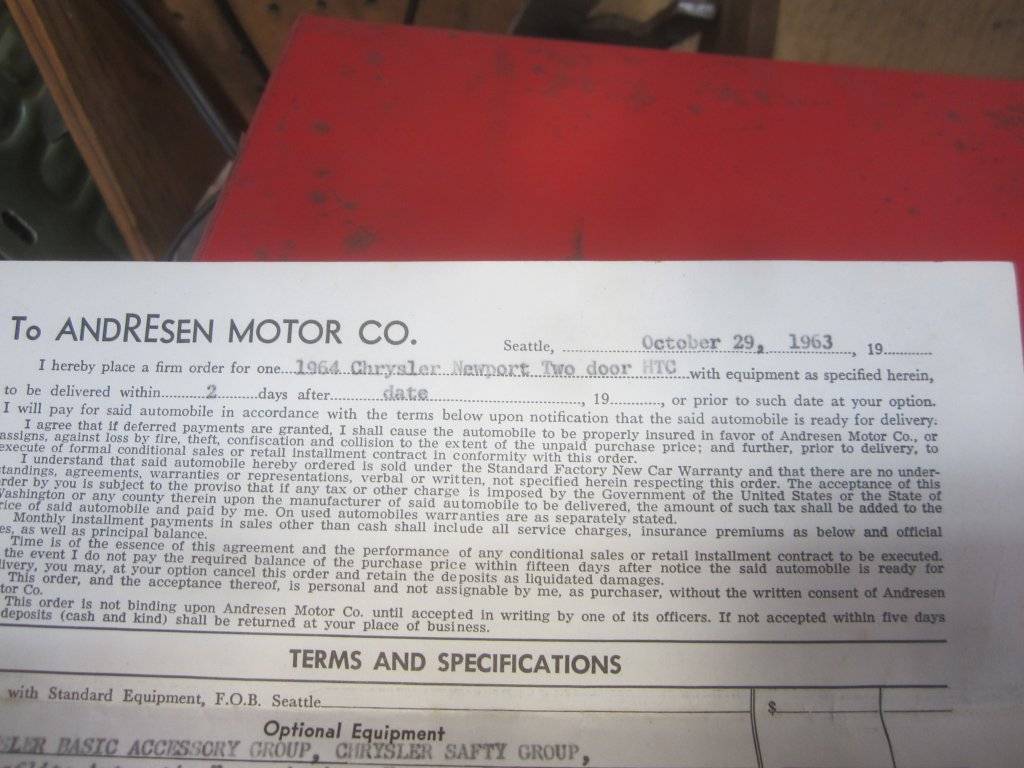 To ANDRESEN MOTOR CO.
Seattle, October 29, 1963, 19
I hereby place a firm order for one 1964 Chrysler Newport Two door HTC with equipment as specified herein,
to be delivered within 2 days after date, 19, or prior to such date at your option.
I will pay for said automobile in accordance with the terms below upon notification that the said automobile is ready for delivery:
I agree that if deferred payments are granted, I shall cause the automobile to be properly insured in favor of Andresen Motor Co., or
assigns, against loss by fire, theft, confiscation and collision to the extent of the unpaid purchase price; and further, prior to delivery, to
execute of formal conditional sales or retail installment contract in conformity with this order.
I understand that said automobile hereby ordered is sold under the Standard Factory New Car Warranty and that there are no under-
standings, agreements, warranties or representations, verbal or written, not specified herein respecting this order. The acceptance of this
order by you is subject to the proviso that if any tax or other charge is imposed by the Government of the United States or the State of
Washington or any county therein upon the manufacturer of said automobile to be delivered, the amount of such tax shall be added to the
rice of said automobile and paid by me. On used automobiles warranties are as separately stated.
Monthly installment payments in sales other than cash shall include all service charges, insurance premiums as below and official
es, as well as principal balance.
Time is of the essence of this agreement and the performance of any conditional sales or retail installment contract to be executed.
the event I do not pay the required balance of the purchase price within fifteen days after notice the said automobile is ready for
livery, you may, at your option cancel this order and retain the deposits as liquidated damages.
This order, and the acceptance thereof, is personal and not assignable by me, as purchaser, without the written consent of Andresen
tor Co.
This order is not binding upon Andresen Motor Co. until accepted in writing by one of its officers. If not accepted within five days
deposits (cash and kind) shall be returned at your place of business.
TERMS AND SPECIFICATIONS
with Standard Equipment, F.O.B. Seattle $
Optional Equipment
SLER BASIC ACCESSORY GROUP, CHRYSLER SAFTY GROUP,